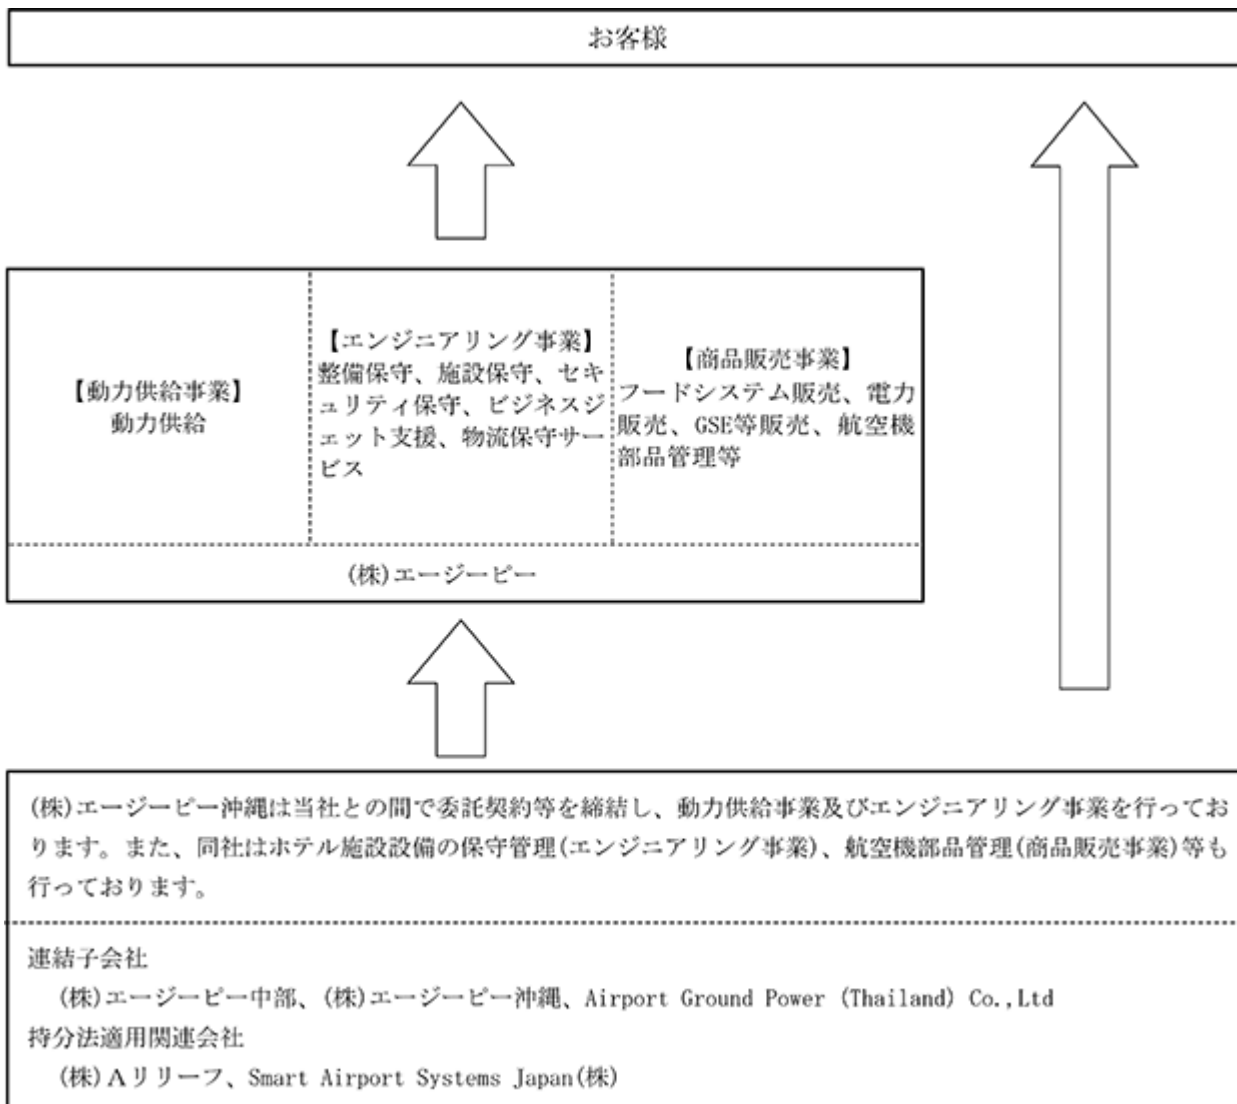 お客様
【動力供給事業】
動力供給
【エンジニアリング事業】
整備保守、施設保守、セキ
ュリティ保守、ビジネスジ
ェット支援、物流保守サー
ビス
【商品販売事業】
フードシステム販売、電力
販売、GSE等販売、航空機
部品管理等
(株)エージーピー
(株)エージーピー沖縄は当社との間で委託契約等を締結し、動力供給事業及びエンジニアリング事業を行ってお
ります。また、同社はホテル施設設備の保守管理(エンジニアリング事業)、航空機部品管理(商品販売事業)等も
行っております。
連結子会社
(株)エージーピー中部、(株)エージーピー沖縄、Airport Ground Power (Thailand) Co.,Ltd
持分法適用関連会社
(株)Aリリーフ、Smart Airport Systems Japan(株)